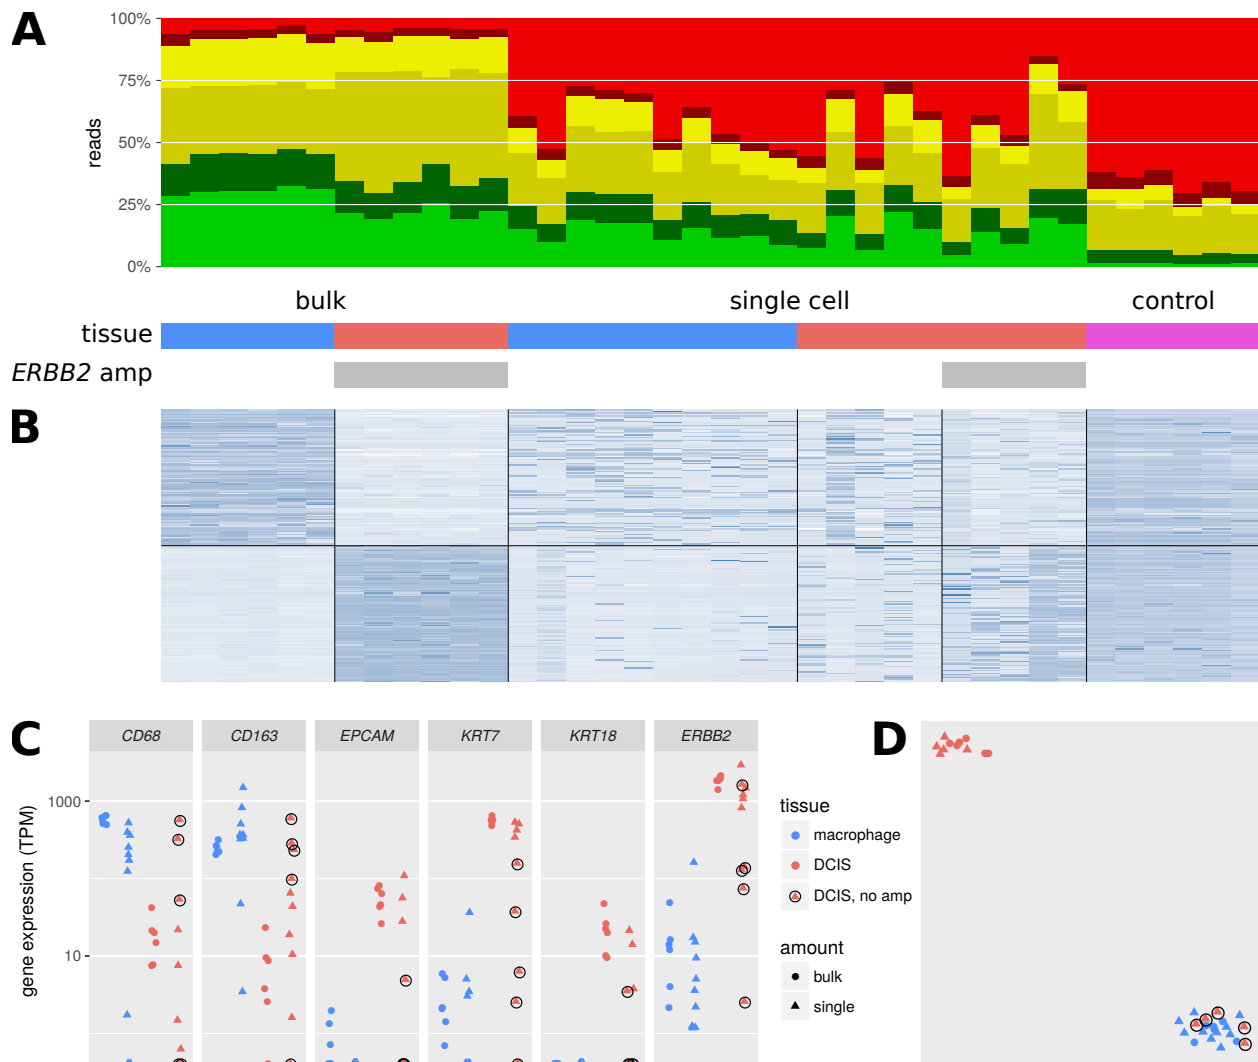 A
100%
75%
50%
25%
0%
reads
bulk
single cell
control
tissue
ERBB2 amp
B
C
CD68
CD163
EPCAM
KRT7
KRT18
ERBB2
1000
10
gene expression (TPM)
tissue
macrophage
DCIS
DCIS, no amp
amount
bulk
single
D